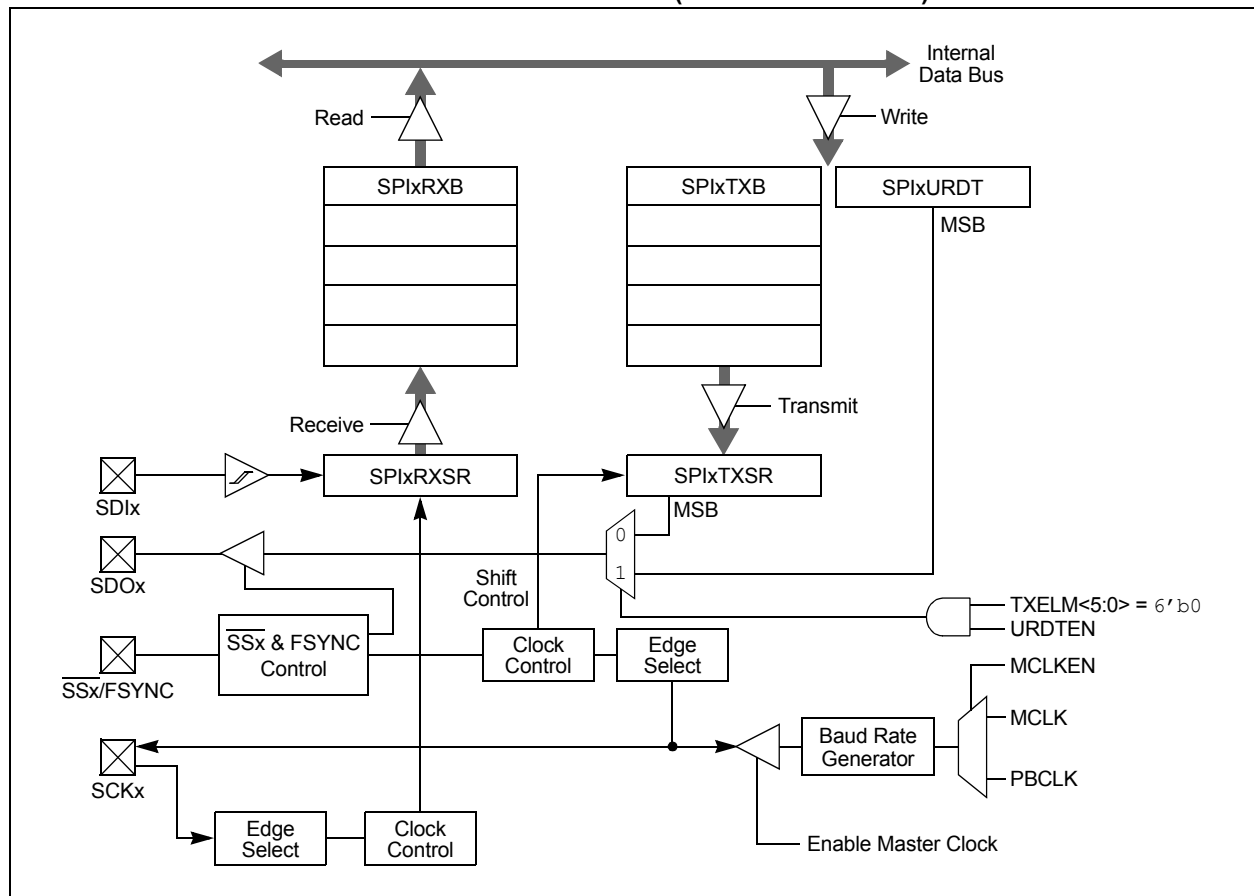 Internal
Data Bus
Read
Write
SPIxRXB
SPIxTXB
SPIxURDT
MSB
Receive
Transmit
SDIx
SPIxRXSR
SPIxTXSR
MSB
0
1
SDOx
Shift
Control
TXELM<5:0> = 6'b0
URDTEN
SSx & FSYNC
Control
Clock
Control
Edge
Select
SSx/FSYNC
MCLKEN
MCLK
Baud Rate
Generator
PBCLK
SCKx
Edge
Select
Clock
Control
Enable Master Clock